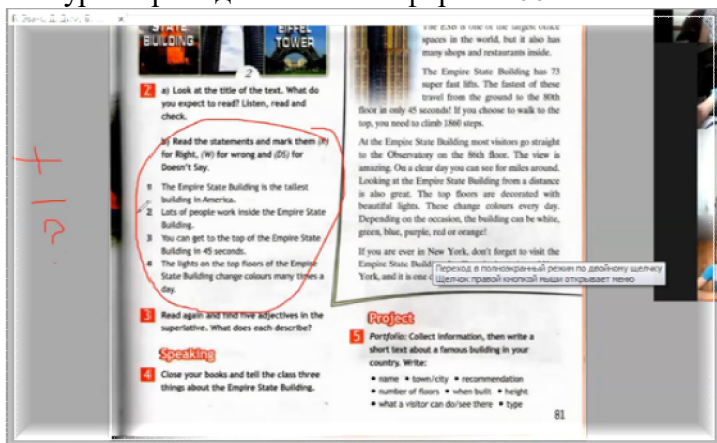 STATE
BUILDING
EIFFEL
TOWER
2
2 a) Look at the title of the text. What do
you expect to read? Listen, read and
check.
b) Read the statements and mark them (R)
for Right, (W) for wrong and (DS) for
Doesn't Say.
1 The Empire State Building is the tallest
building in America.
2 Lots of people work inside the Empire State
Building.
3 You can get to the top of the Empire State
Building in 45 seconds.
4 The lights on the top floors of the Empire
State Building change colours many times a
day.
3 Read again and find five adjectives in the
superlative. What does each describe?
Speaking
4 Close your books and tell the class three
things about the Empire State Building.
+
-
?
The ESB is one of the largest office
spaces in the world, but it also has
many shops and restaurants inside.
The Empire State Building has 73
super fast lifts. The fastest of these
travel from the ground to the 80th
floor in only 45 seconds! If you choose to walk to the
top, you need to climb 1860 steps.
At the Empire State Building most visitors go straight
to the Observatory on the 86th floor. The view is
amazing. On a clear day you can see for miles around.
Looking at the Empire State Building from a distance
is also great. The top floors are decorated with
beautiful lights. These change colours every day.
Depending on the occasion, the building can be white,
green, blue, purple, red or orange!
If you are ever in New York, don't forget to visit the
Empire State
York, and it is one
Переход в полноэкранный режим по двойному щелчку
Щелчок правой кнопкой мыши открывает меню
Project
5 Portfolio: Collect information, then write a
short text about a famous building in your
country. Write:
• name • town/city • recommendation
• number of floors • when built • height
• what a visitor can do/see there • type
81